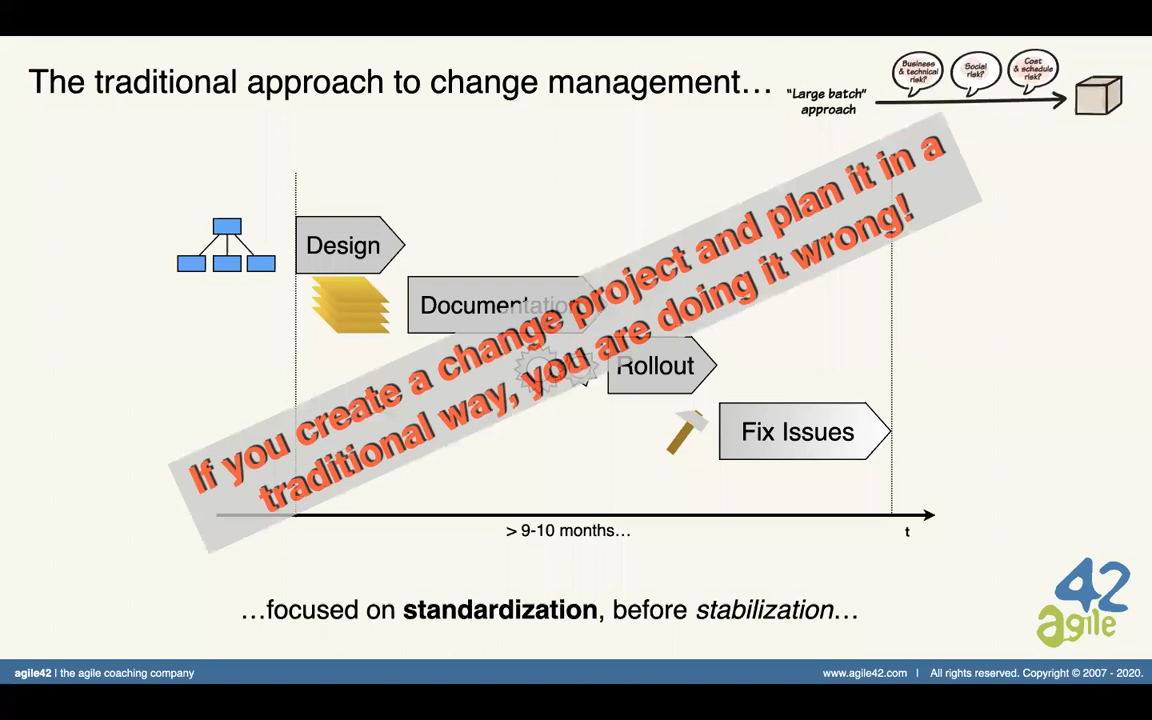 The traditional approach to change management…
"Large batch"
approach
Business
& technical
risk?
Social
risk?
Cost
& schedule
risk?
Design
Documentation
Rollout
Fix Issues
If you create a change project and plan it in a
traditional way, you are doing it wrong!
> 9-10 months…
t
…focused on standardization, before stabilization…
42
agile
agile42 | the agile coaching company
www.agile42.com | All rights reserved. Copyright © 2007 - 2020.